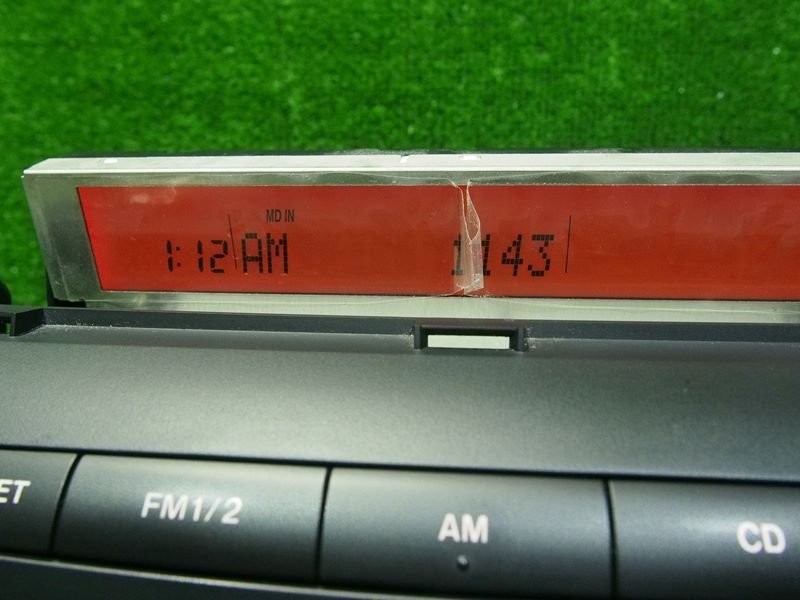 MD IN
1:12 AM 1143
ET FM1/2 AM CD